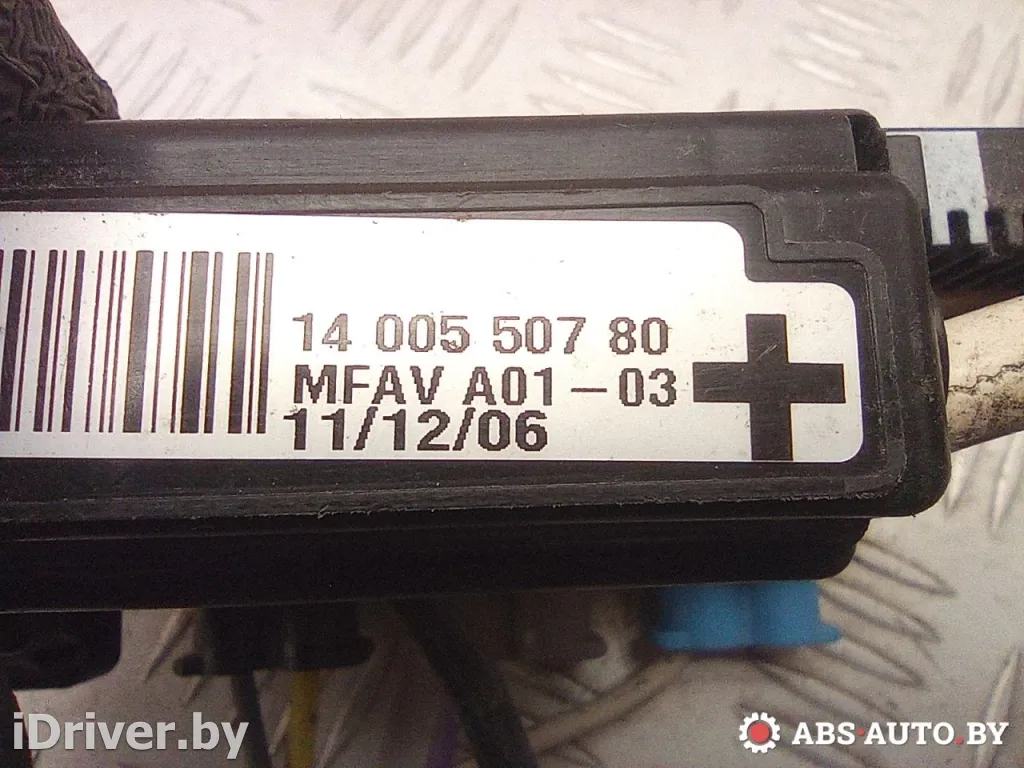 14 005 507 80
MFAV A01-03
11/12/06
iDriver.by
ABS-AUTO.BY